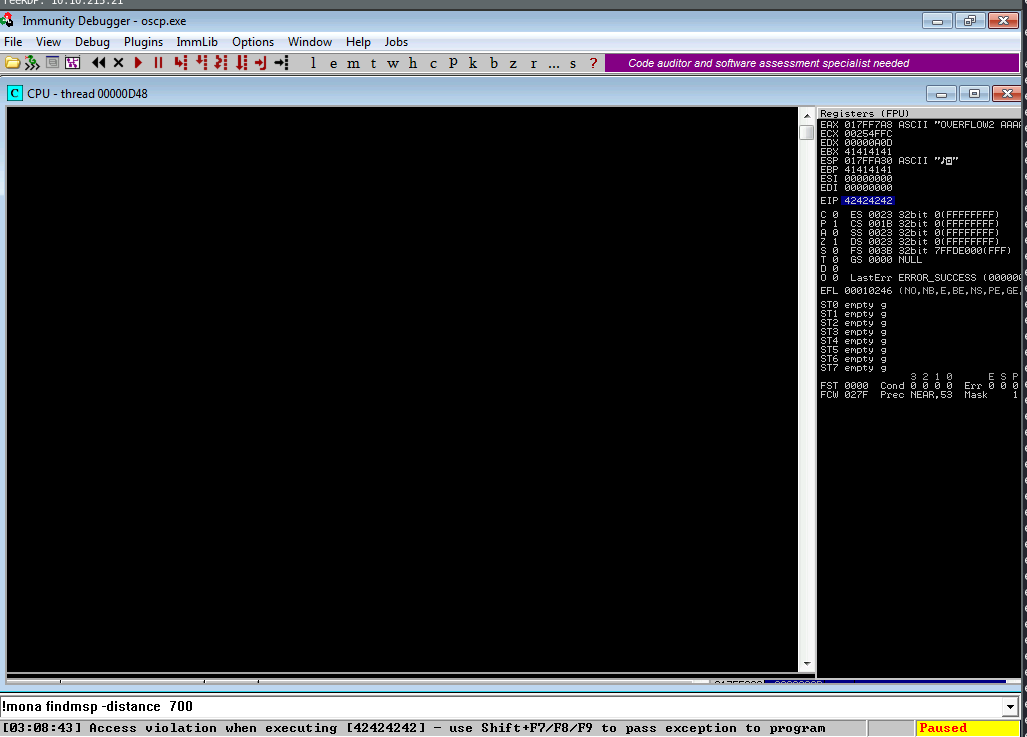 FreeRDP: 10.10.213.21
Immunity Debugger - oscp.exe
File View Debug Plugins ImmLib Options Window Help Jobs
l e m t w h c P k b z r ... s ? Code auditor and software assessment specialist needed
C CPU - thread 00000D48
Registers (FPU)
EAX 017FF7A8 ASCII "OVERFLOW2 AAAA
ECX 00254FFC
EDX 00000A0D
EBX 41414141
ESP 017FFA30 ASCII "♪◙"
EBP 41414141
ESI 00000000
EDI 00000000
EIP 42424242
C 0 ES 0023 32bit 0(FFFFFFFF)
P 1 CS 001B 32bit 0(FFFFFFFF)
A 0 SS 0023 32bit 0(FFFFFFFF)
Z 1 DS 0023 32bit 0(FFFFFFFF)
S 0 FS 003B 32bit 7FFDE000(FFF)
T 0 GS 0000 NULL
D 0
O 0 LastErr ERROR_SUCCESS (000000
EFL 00010246 (NO,NB,E,BE,NS,PE,GE,
ST0 empty g
ST1 empty g
ST2 empty g
ST3 empty g
ST4 empty g
ST5 empty g
ST6 empty g
ST7 empty g
3 2 1 0 E S P
FST 0000 Cond 0 0 0 0 Err 0 0 0
FCW 027F Prec NEAR,53 Mask 1
!mona findmsp -distance 700
[03:08:43] Access violation when executing [42424242] - use Shift+F7/F8/F9 to pass exception to program
Paused